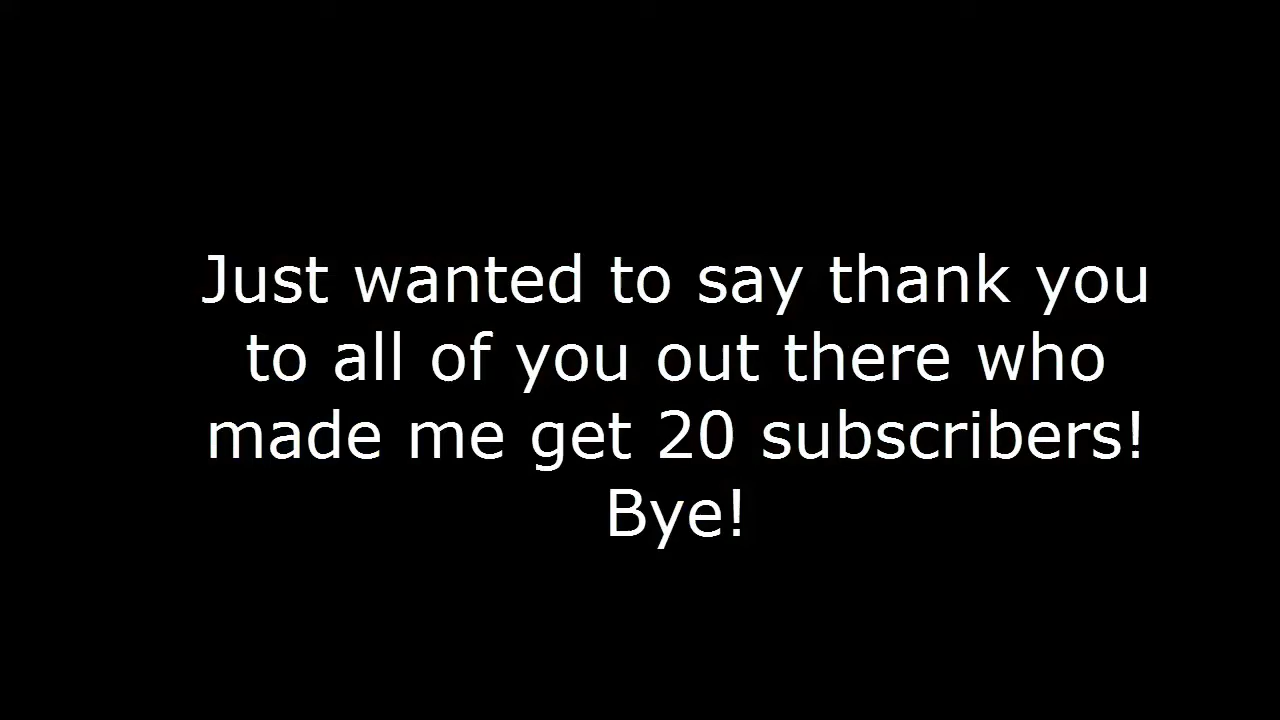 Just wanted to say thank you
to all of you out there who
made me get 20 subscribers!
Bye!